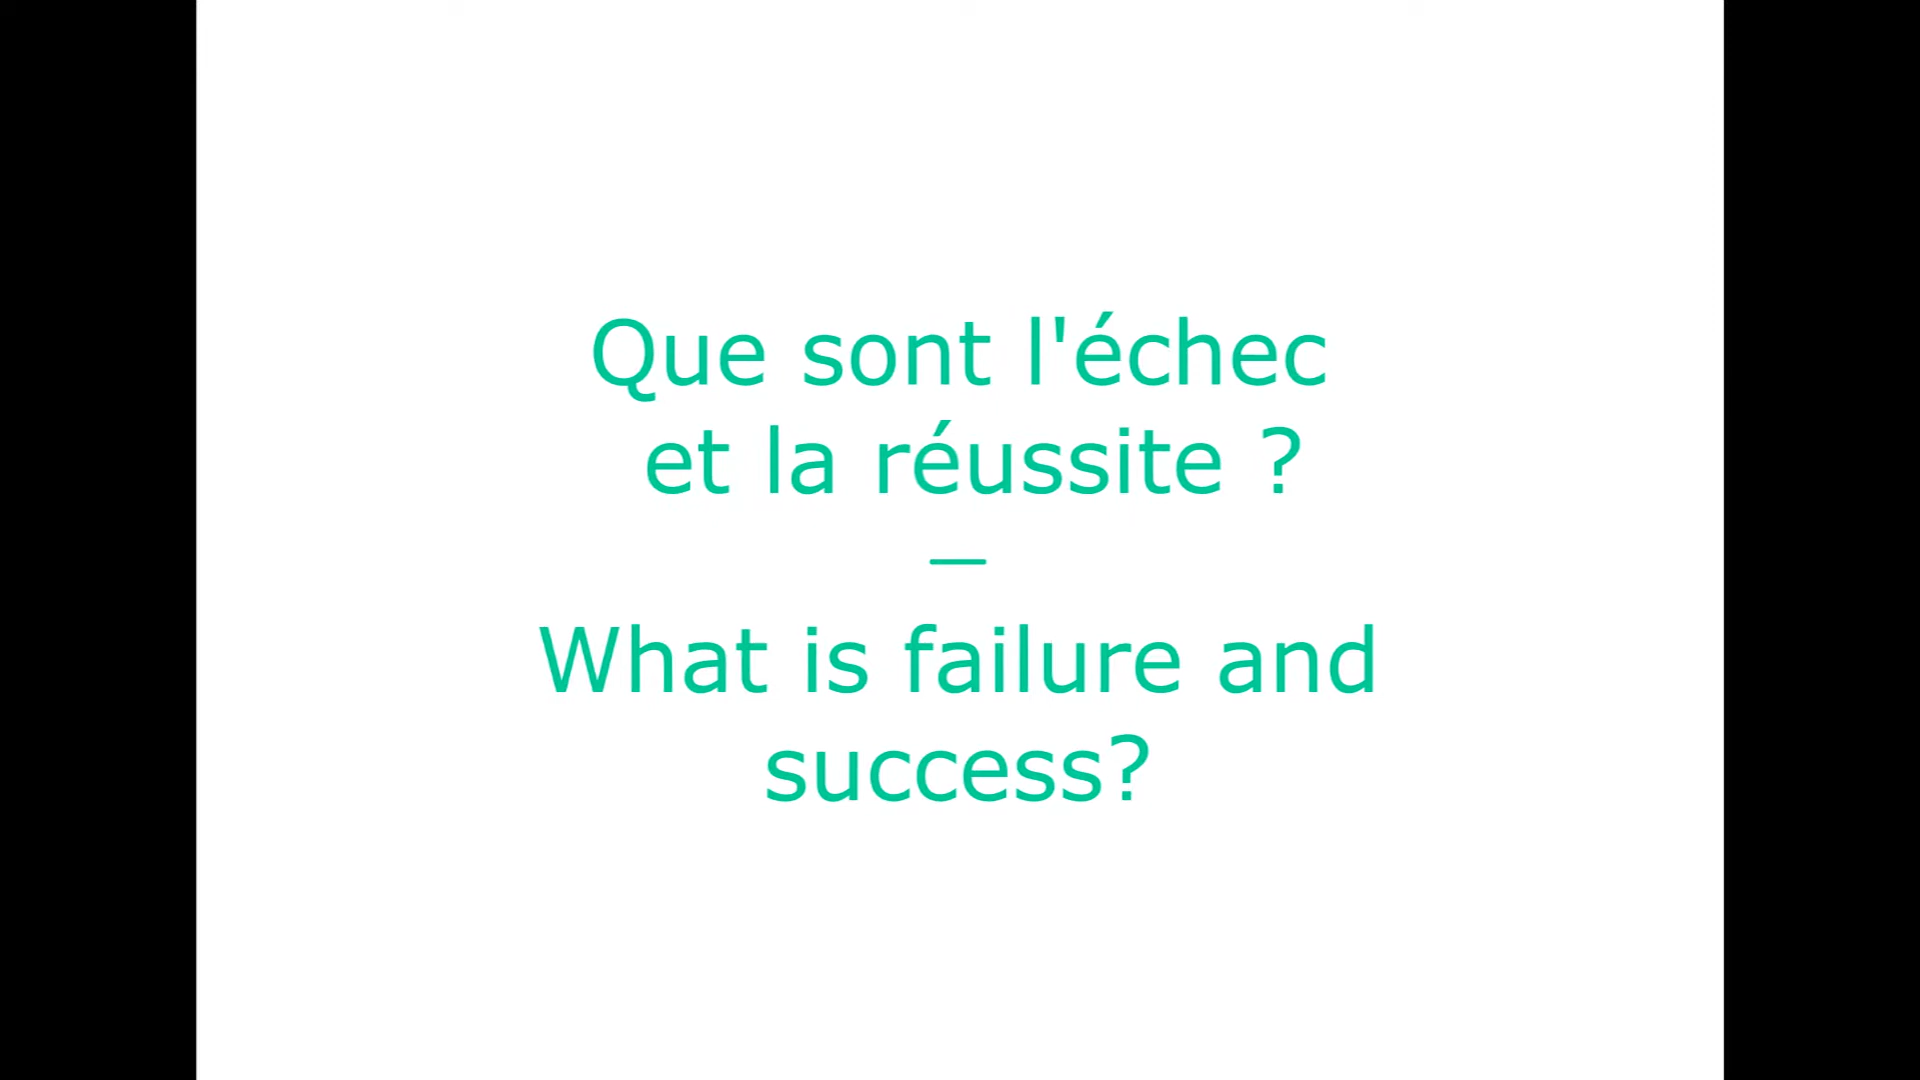 Que sont l'échec
et la réussite ?
—
What is failure and
success?